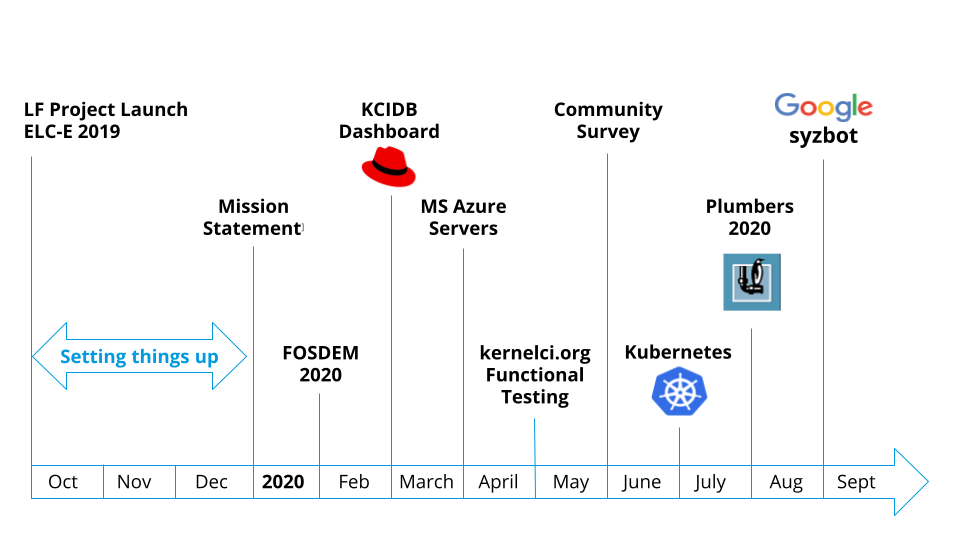 LF Project Launch
ELC-E 2019
KCIDB
Dashboard
Community
Survey
Google
syzbot
Mission
Statement
MS Azure
Servers
Plumbers
2020
Setting things up
FOSDEM
2020
kernelci.org
Functional
Testing
Kubernetes
Oct Nov Dec 2020 Feb March April May June July Aug Sept